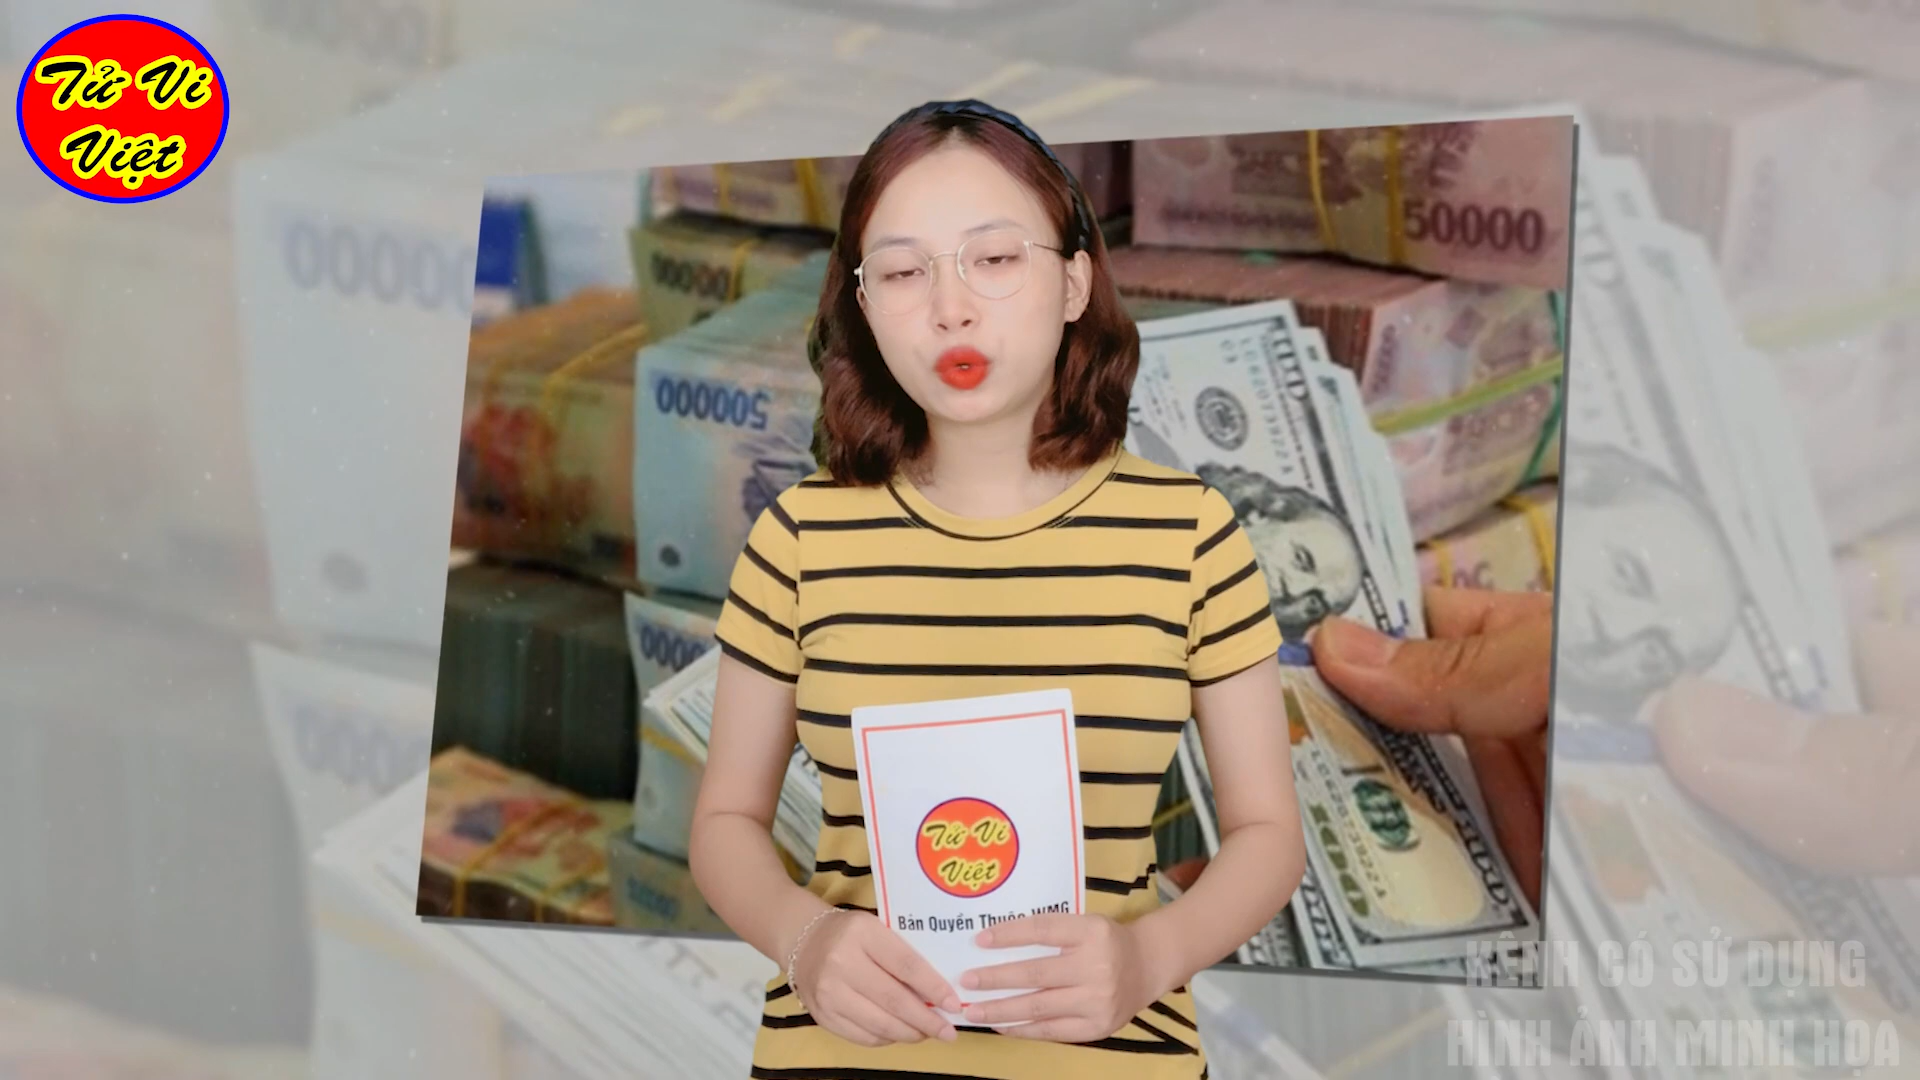 Tử Vi
Việt
50000
500000
Tử Vi
Việt
Bản Quyền Thuộc WMG
KÊNH CÓ SỬ DỤNG
HÌNH ẢNH MINH HỌA